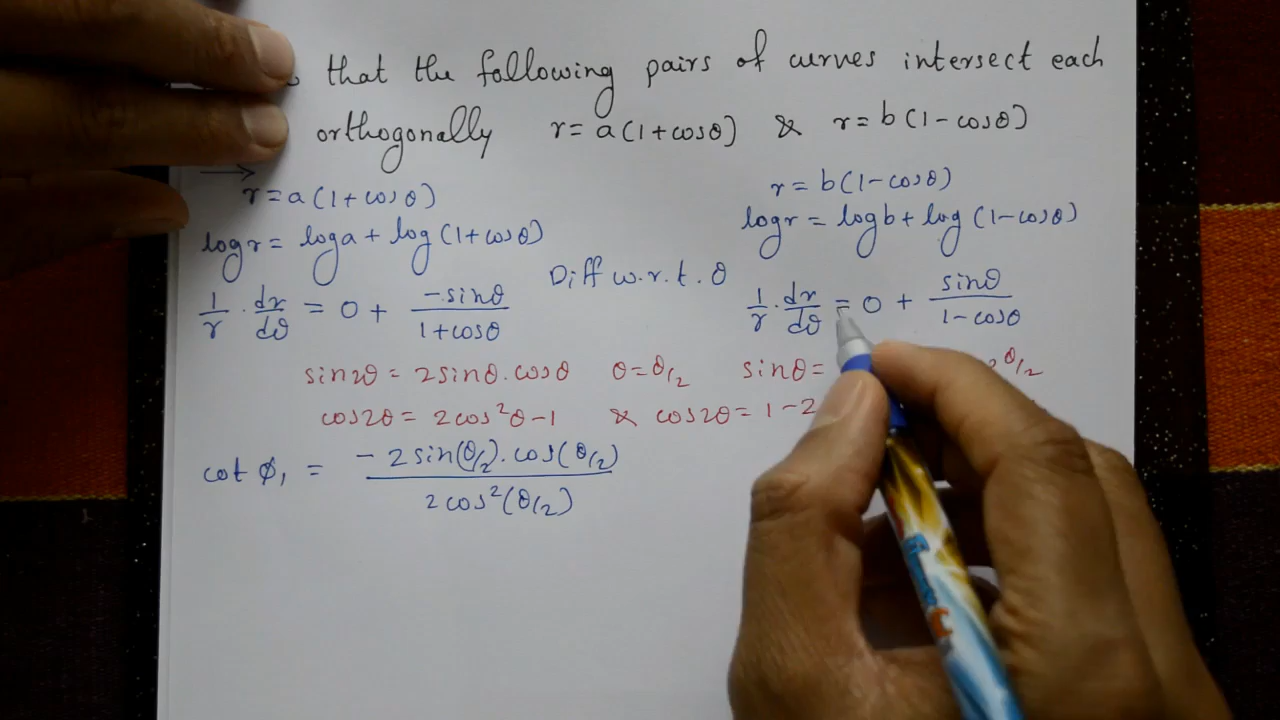 that the following pairs of curves intersect each
orthogonally r = a(1+cosθ) & r = b(1-cosθ)
→ r = a(1+cosθ)
log r = log a + log(1+cosθ)
1/r · dr/dθ = 0 + -sinθ/1+cosθ
Diff w.r.t. θ
r = b(1-cosθ)
log r = log b + log(1-cosθ)
1/r · dr/dθ = 0 + sinθ/1-cosθ
sin2θ = 2sinθ.cosθ θ = θ/2 sinθ = θ/2
cos2θ = 2cos²θ-1 & cos2θ = 1-2
cot ϕ₁ = -2sin(θ/2).cos(θ/2)/2cos²(θ/2)